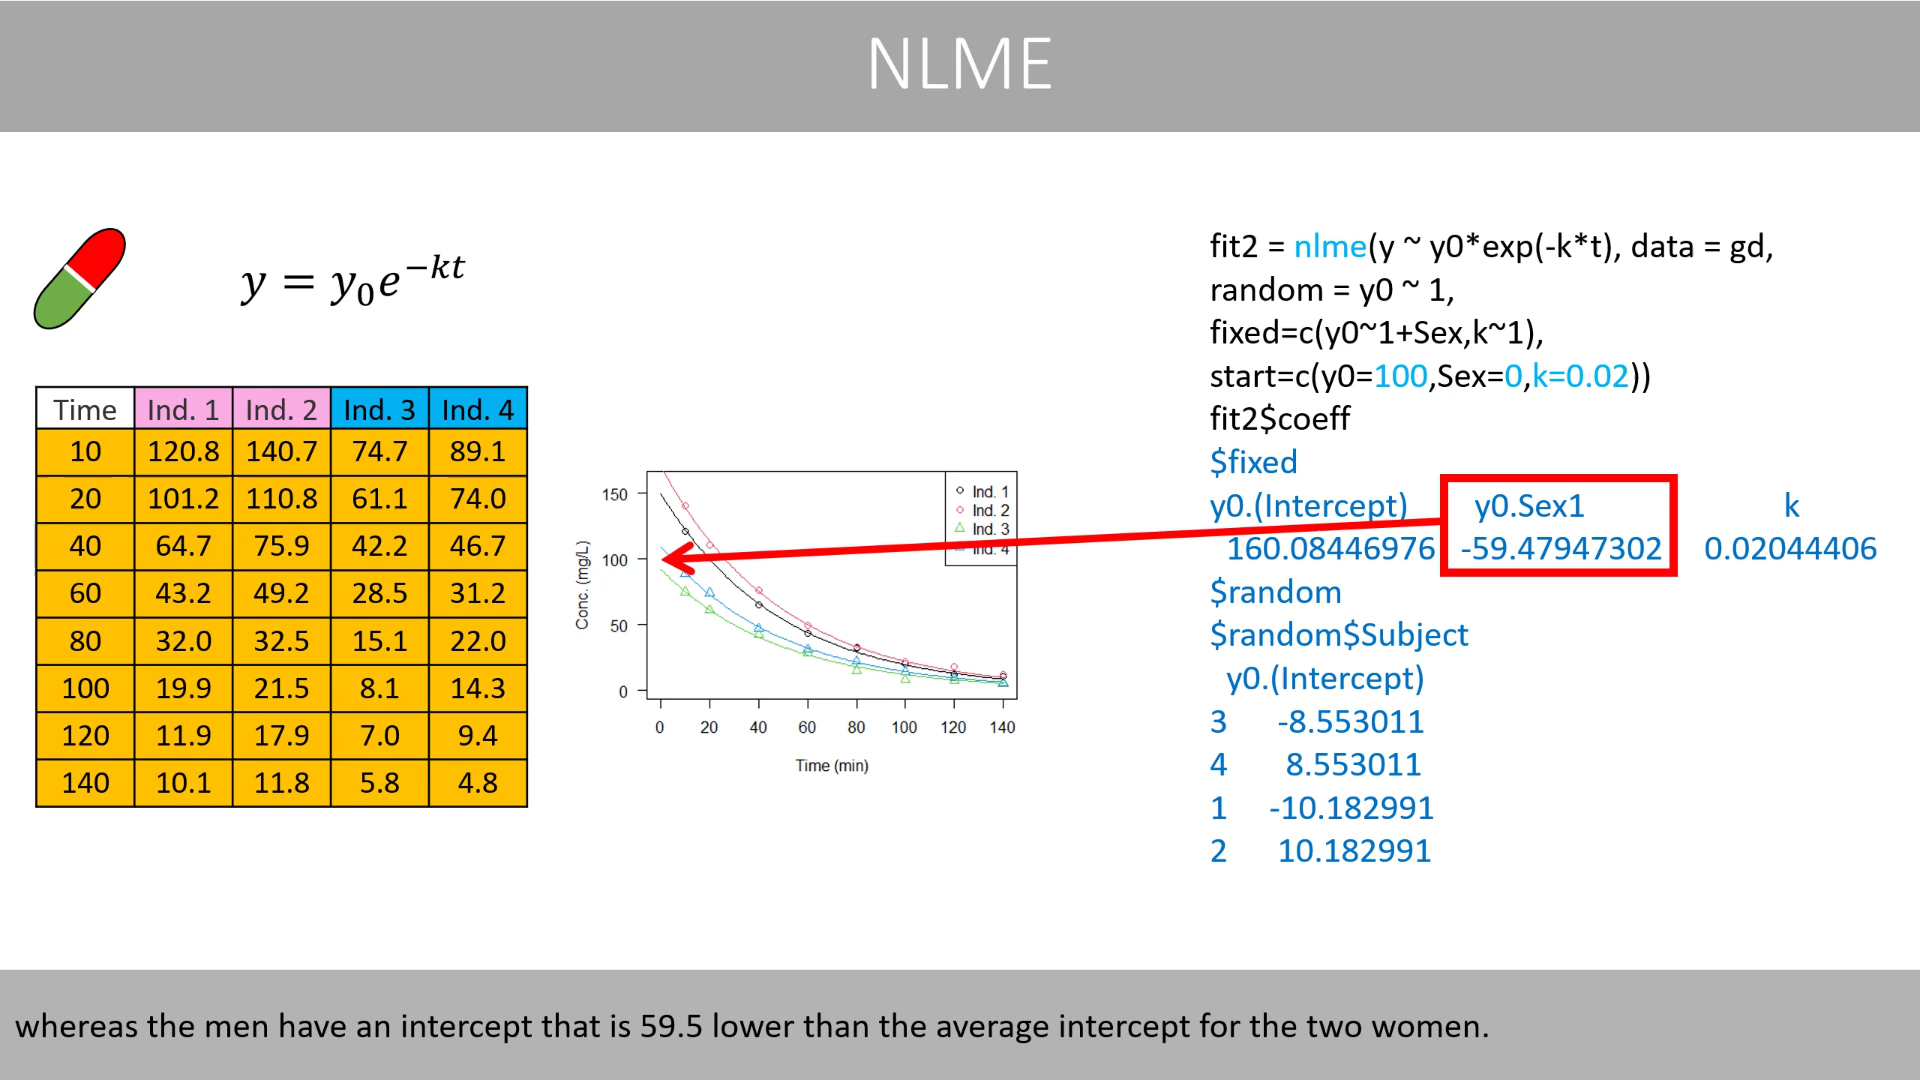 NLME
y = y₀e⁻ᵏᵗ
Time Ind. 1 Ind. 2 Ind. 3 Ind. 4
10 120.8 140.7 74.7 89.1
20 101.2 110.8 61.1 74.0
40 64.7 75.9 42.2 46.7
60 43.2 49.2 28.5 31.2
80 32.0 32.5 15.1 22.0
100 19.9 21.5 8.1 14.3
120 11.9 17.9 7.0 9.4
140 10.1 11.8 5.8 4.8
Conc. (mg/L)
150
100
50
0
0 20 40 60 80 100 120 140
Time (min)
Ind. 1
Ind. 2
Ind. 3
Ind. 4
fit2 = nlme(y ~ y0*exp(-k*t), data = gd,
random = y0 ~ 1,
fixed=c(y0~1+Sex,k~1),
start=c(y0=100,Sex=0,k=0.02))
fit2$coeff
$fixed
y0.(Intercept) y0.Sex1 k
160.08446976 -59.47947302 0.02044406
$random
$random$Subject
y0.(Intercept)
3 -8.553011
4 8.553011
1 -10.182991
2 10.182991
whereas the men have an intercept that is 59.5 lower than the average intercept for the two women.